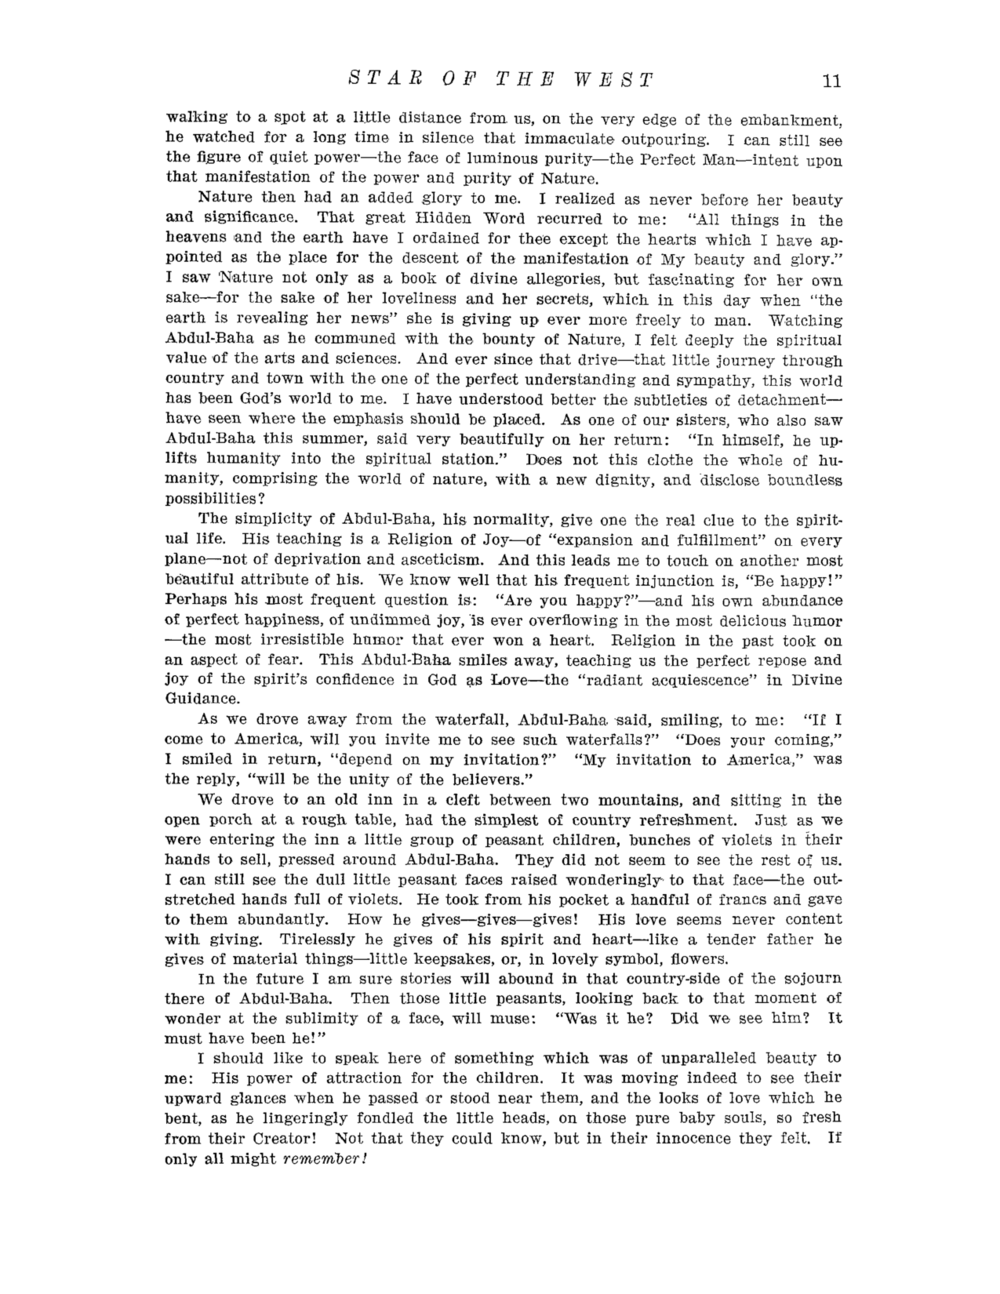 STAR OF THE WEST 11
walking to a spot at a little distance from us, on the very edge of the embankment,
he watched for a long time in silence that immaculate outpouring. I can still see
the figure of quiet power—the face of luminous purity—the Perfect Man—intent upon
that manifestation of the power and purity of Nature.
Nature then had an added glory to me. I realized as never before her beauty
and significance. That great Hidden Word recurred to me: “All things in the
heavens and the earth have I ordained for thee except the hearts which I have ap-
pointed as the place for the descent of the manifestation of My beauty and glory.”
I saw Nature not only as a book of divine allegories, but fascinating for her own
sake—for the sake of her loveliness and her secrets, which in this day when “the
earth is revealing her news” she is giving up ever more freely to man. Watching
Abdul-Baha as he communed with the bounty of Nature, I felt deeply the spiritual
value of the arts and sciences. And ever since that drive—that little journey through
country and town with the one of the perfect understanding and sympathy, this world
has been God's world to me. I have understood better the subtleties of detachment—
have seen where the emphasis should be placed. As one of our sisters, who also saw
Abdul-Baha this summer, said very beautifully on her return: “In himself, he up-
lifts humanity into the spiritual station.” Does not this clothe the whole of hu-
manity, comprising the world of nature, with a new dignity, and disclose boundless
possibilities?
The simplicity of Abdul-Baha, his normality, give one the real clue to the spirit-
ual life. His teaching is a Religion of Joy—of “expansion and fulfillment” on every
plane—not of deprivation and asceticism. And this leads me to touch on another most
beautiful attribute of his. We know well that his frequent injunction is, “Be happy!”
Perhaps his most frequent question is: “Are you happy?”—and his own abundance
of perfect happiness, of undimmed joy, is ever overflowing in the most delicious humor
—the most irresistible humor that ever won a heart. Religion in the past took on
an aspect of fear. This Abdul-Baha smiles away, teaching us the perfect repose and
joy of the spirit's confidence in God as Love—the “radiant acquiescence” in Divine
Guidance.
As we drove away from the waterfall, Abdul-Baha said, smiling, to me: “If I
come to America, will you invite me to see such waterfalls?” “Does your coming,”
I smiled in return, “depend on my invitation?” “My invitation to America,” was
the reply, “will be the unity of the believers.”
We drove to an old inn in a cleft between two mountains, and sitting in the
open porch at a rough table, had the simplest of country refreshment. Just as we
were entering the inn a little group of peasant children, bunches of violets in their
hands to sell, pressed around Abdul-Baha. They did not seem to see the rest of us.
I can still see the dull little peasant faces raised wonderingly to that face—the out-
stretched hands full of violets. He took from his pocket a handful of francs and gave
to them abundantly. How he gives—gives—gives! His love seems never content
with giving. Tirelessly he gives of his spirit and heart—like a tender father he
gives of material things—little keepsakes, or, in lovely symbol, flowers.
In the future I am sure stories will abound in that country-side of the sojourn
there of Abdul-Baha. Then those little peasants, looking back to that moment of
wonder at the sublimity of a face, will muse: “Was it he? Did we see him? It
must have been he!”
I should like to speak here of something which was of unparalleled beauty to
me: His power of attraction for the children. It was moving indeed to see their
upward glances when he passed or stood near them, and the looks of love which he
bent, as he lingeringly fondled the little heads, on those pure baby souls, so fresh
from their Creator! Not that they could know, but in their innocence they felt. If
only all might remember!